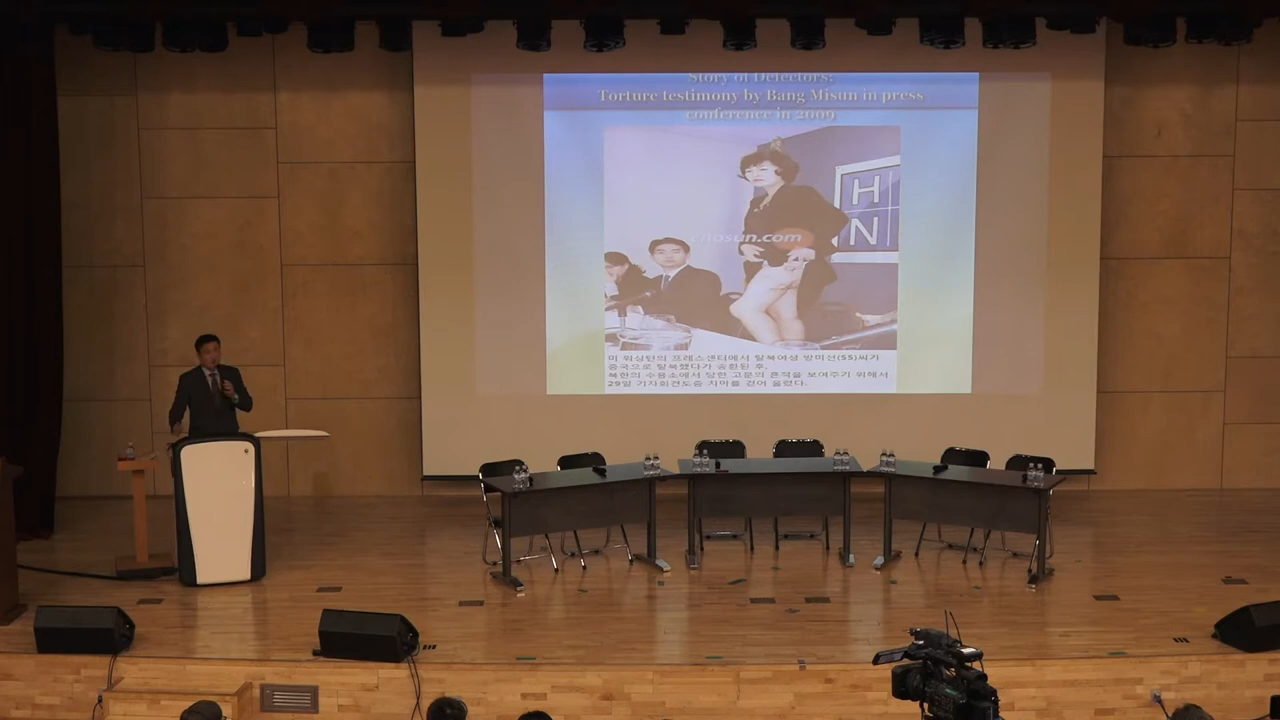 Story of Defectors:
Torture testimony by Bang Misun in press
conference in 2009
H
N
chosun.com
미 워싱턴의 프레스센터에서 탈북여성 방미선(55)씨가
중국으로 탈북했다가 송환된 후,
북한의 수용소에서 당한 고문의 흔적을 보여주기 위해서
29일 기자회견도중 치마를 걷어 올렸다.